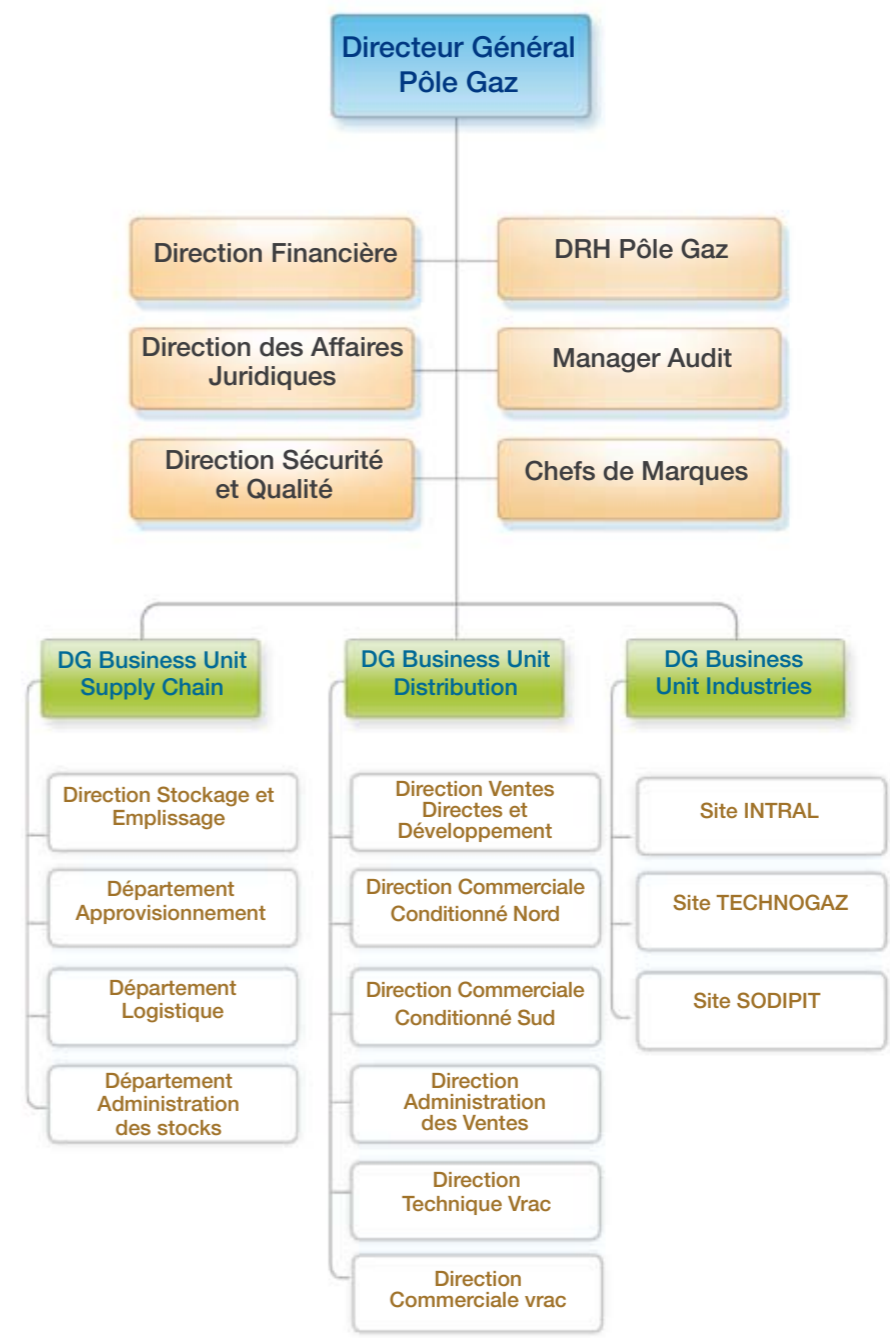 Directeur Général
Pôle Gaz
Direction Financière
DRH Pôle Gaz
Direction des Affaires
Juridiques
Manager Audit
Direction Sécurité
et Qualité
Chefs de Marques
DG Business Unit
Supply Chain
Direction Stockage et
Emplissage
Département
Approvisionnement
Département
Logistique
Département
Administration
des stocks
DG Business Unit
Distribution
Direction Ventes
Directes et
Développement
Direction Commerciale
Conditionné Nord
Direction Commerciale
Conditionné Sud
Direction
Administration
des Ventes
Direction
Technique Vrac
Direction
Commerciale vrac
DG Business
Unit Industries
Site INTRAL
Site TECHNOGAZ
Site SODIPIT